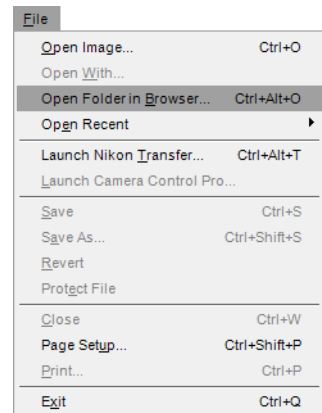 File
Open Image... Ctrl+O
Open With...
Open Folder in Browser... Ctrl+Alt+O
Open Recent
Launch Nikon Transfer... Ctrl+Alt+T
Launch Camera Control Pro...
Save Ctrl+S
Save As... Ctrl+Shift+S
Revert
Protect File
Close Ctrl+W
Page Setup... Ctrl+Shift+P
Print... Ctrl+P
Exit Ctrl+Q